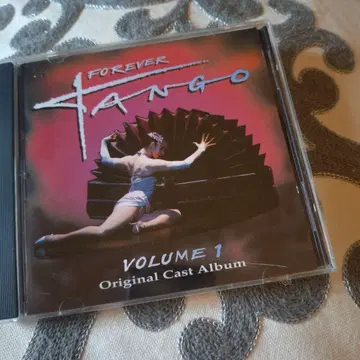 FOREVER
TANGO
VOLUME 1
Original Cast Album